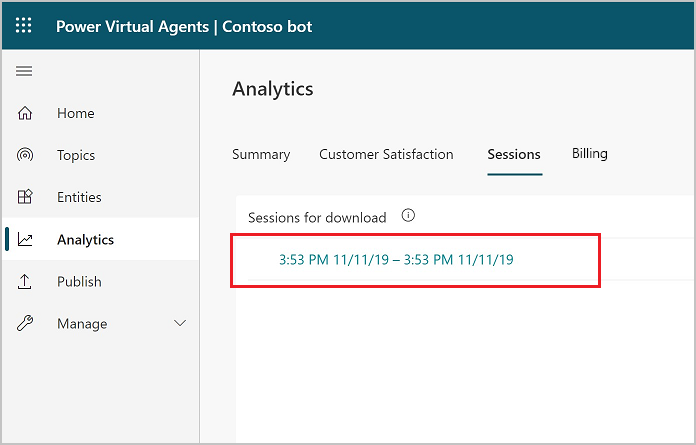 Power Virtual Agents | Contoso bot
Home
Topics
Entities
Analytics
Publish
Manage
Analytics
Summary
Customer Satisfaction
Sessions
Billing
Sessions for download
3:53 PM 11/11/19 – 3:53 PM 11/11/19